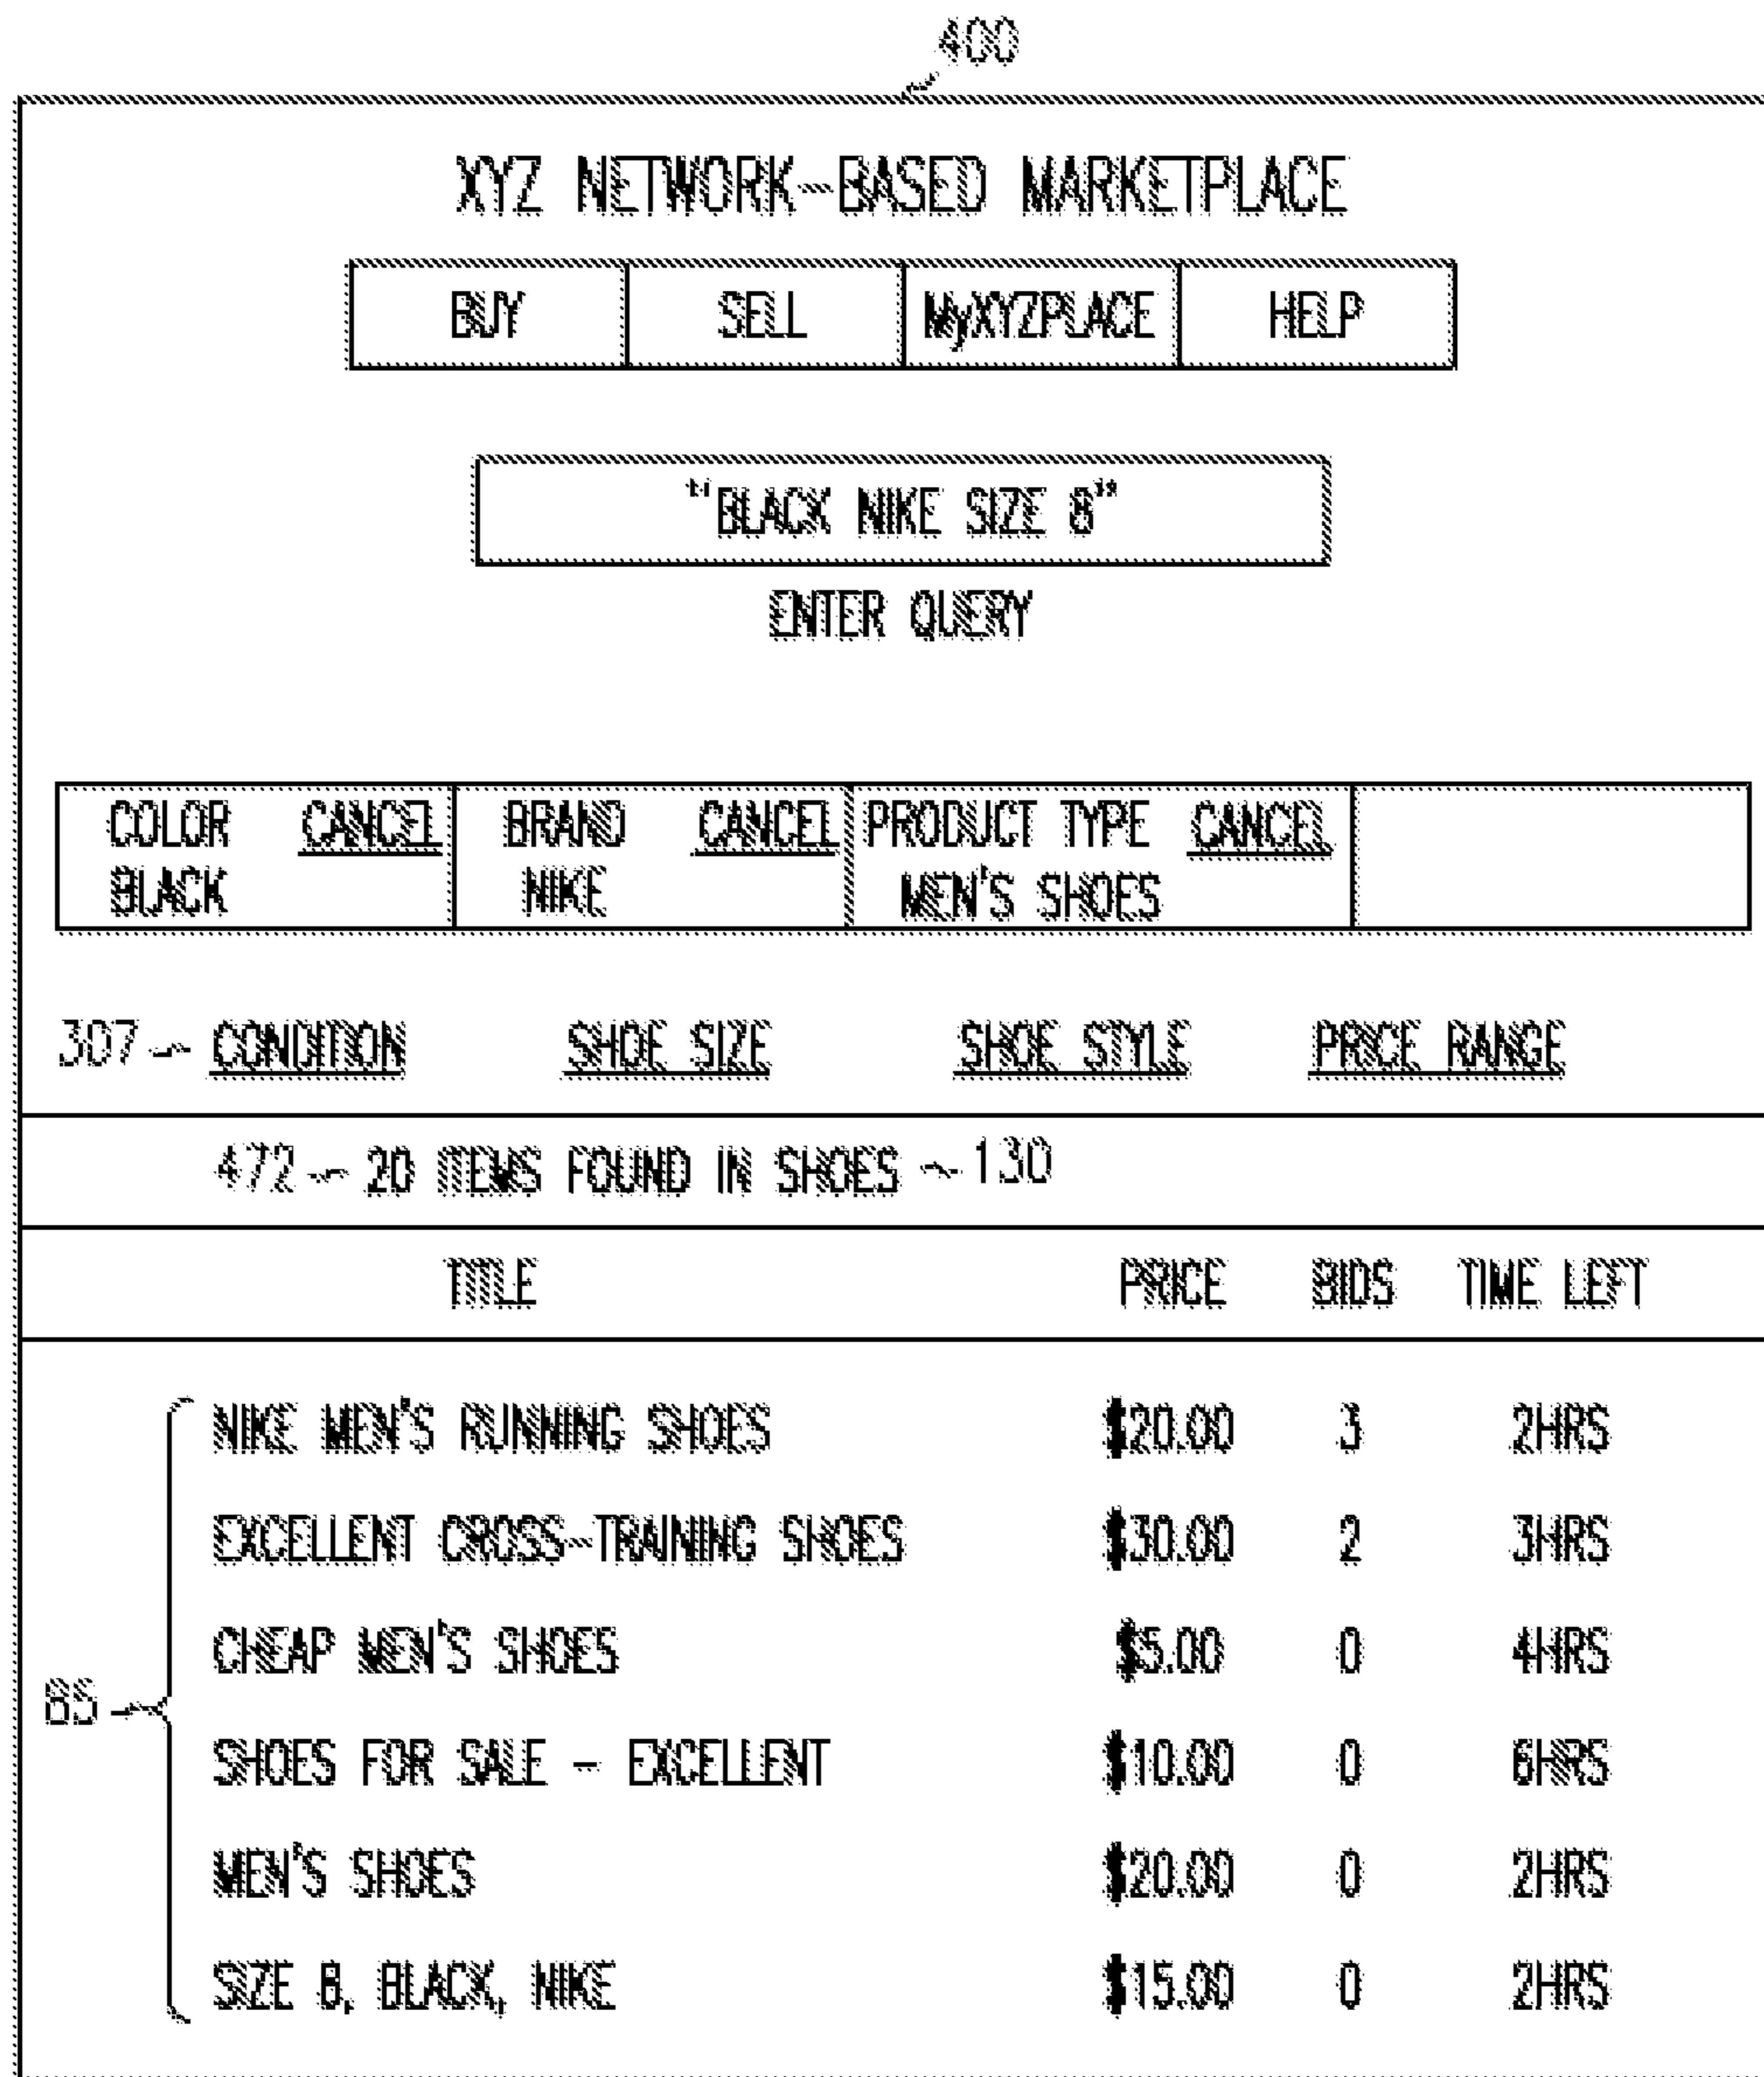 400
XYZ NETWORK-BASED MARKETPLACE
BUY SELL MyXYZPLACE HELP
"BLACK NIKE SIZE 8"
ENTER QUERY
COLOR CANCEL BRAND CANCEL PRODUCT TYPE CANCEL
BLACK NIKE MEN'S SHOES
307 CONDITION SHOE SIZE SHOE STYLE PRICE RANGE
472 20 ITEMS FOUND IN SHOES 130
TITLE PRICE BIDS TIME LEFT
NIKE MEN'S RUNNING SHOES $20.00 3 2HRS
EXCELLENT CROSS-TRAINING SHOES $30.00 2 3HRS
CHEAP MEN'S SHOES $5.00 0 4HRS
SHOES FOR SALE - EXCELLENT $10.00 0 6HRS
MEN'S SHOES $20.00 0 2HRS
SIZE 8, BLACK, NIKE $15.00 0 2HRS